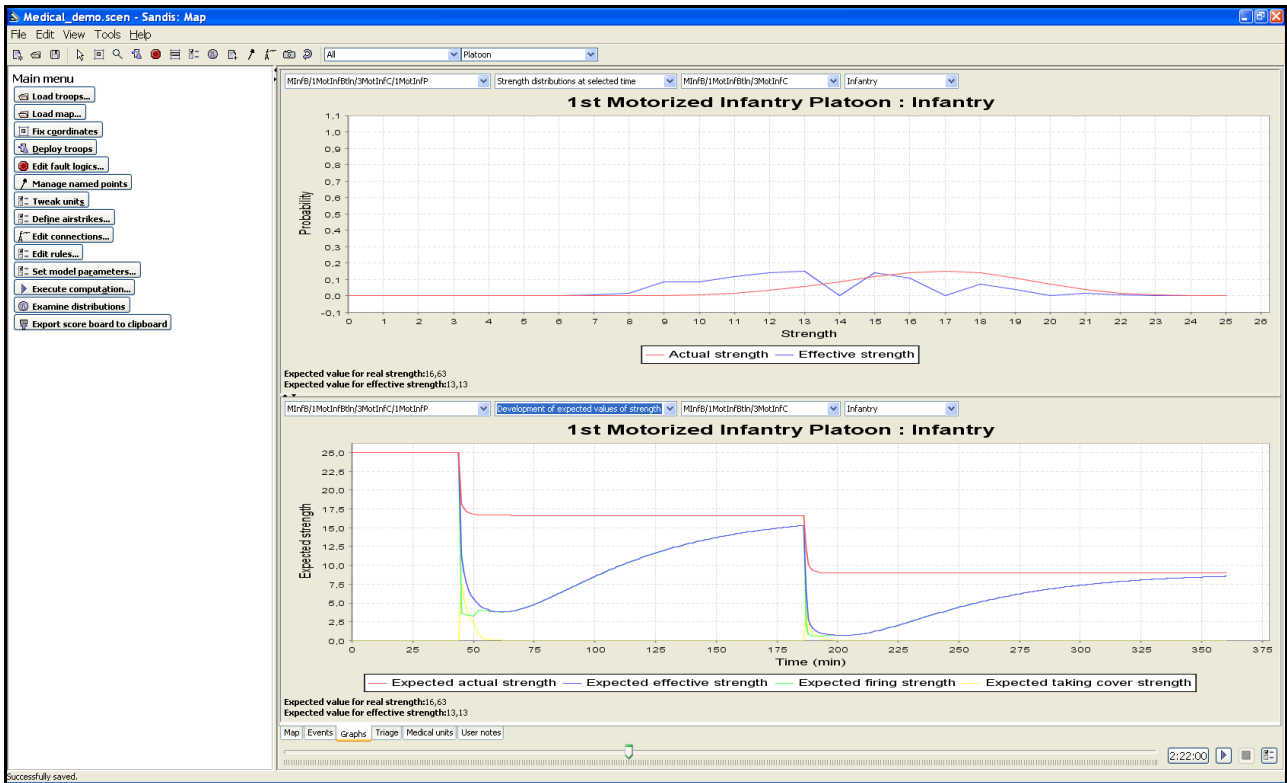 Medical_demo.scen - Sandis: Map
File Edit View Tools Help
All Platoon
Main menu
Load troops...
Load map...
Fix coordinates
Deploy troops
Edit fault logics...
Manage named points
Tweak units
Define airstrikes...
Edit connections...
Edit rules...
Set model parameters...
Execute computation...
Examine distributions
Export score board to clipboard
MInfB/1MotInfBtln/3MotInfC/1MotInfP Strength distributions at selected time MInfB/1MotInfBtln/3MotInfC Infantry
1st Motorized Infantry Platoon : Infantry
1,1
1,0
0,9
0,8
0,7
0,6
0,5
0,4
0,3
0,2
0,1
0,0
-0,1
Probability
0 1 2 3 4 5 6 7 8 9 10 11 12 13 14 15 16 17 18 19 20 21 22 23 24 25 26
Strength
Actual strength Effective strength
Expected value for real strength:16,63
Expected value for effective strength:13,13
MInfB/1MotInfBtln/3MotInfC/1MotInfP Development of expected values of strength MInfB/1MotInfBtln/3MotInfC Infantry
1st Motorized Infantry Platoon : Infantry
25,0
22,5
20,0
17,5
15,0
12,5
10,0
7,5
5,0
2,5
0,0
Expected strength
0 25 50 75 100 125 150 175 200 225 250 275 300 325 350 375
Time (min)
Expected actual strength Expected effective strength Expected firing strength Expected taking cover strength
Expected value for real strength:16,63
Expected value for effective strength:13,13
Map Events Graphs Triage Medical units User notes
2:22:00
Successfully saved.